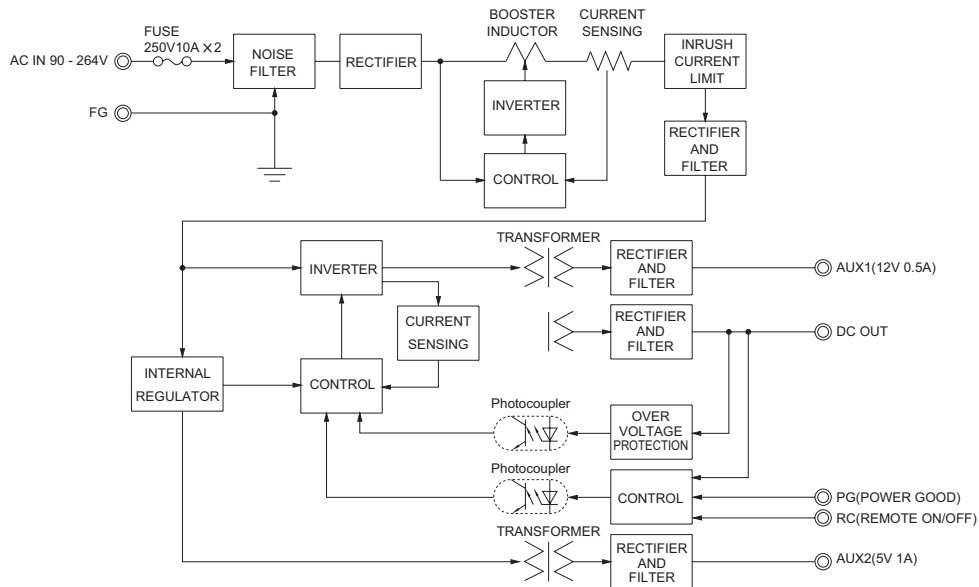 BOOSTER
INDUCTOR
CURRENT
SENSING
FUSE
250V10A ×2
AC IN 90 - 264V
NOISE
FILTER
RECTIFIER
INRUSH
CURRENT
LIMIT
INVERTER
FG
RECTIFIER
AND
FILTER
CONTROL
TRANSFORMER
INVERTER
RECTIFIER
AND
FILTER
AUX1(12V 0.5A)
CURRENT
SENSING
RECTIFIER
AND
FILTER
DC OUT
INTERNAL
REGULATOR
CONTROL
Photocoupler
OVER
VOLTAGE
PROTECTION
Photocoupler
CONTROL
PG(POWER GOOD)
RC(REMOTE ON/OFF)
TRANSFORMER
RECTIFIER
AND
FILTER
AUX2(5V 1A)